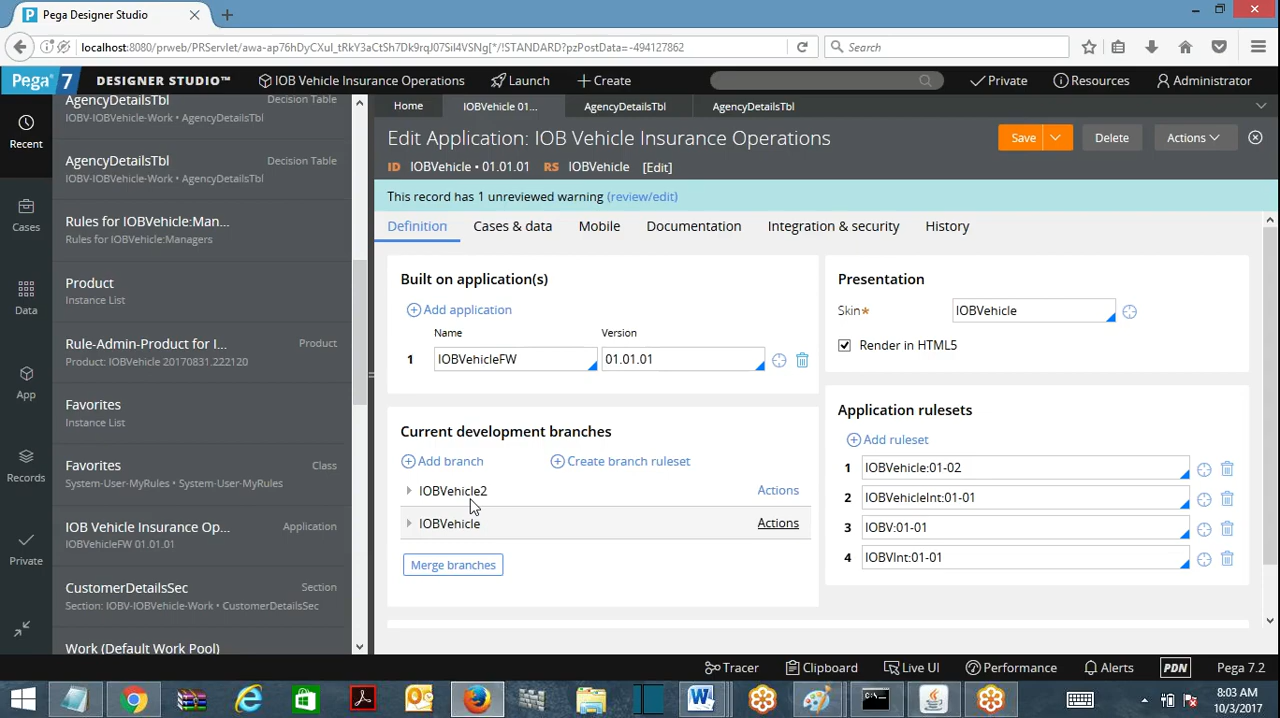 Pega Designer Studio
localhost:8080/prweb/PRServlet/awa-ap76hDyCXul_tRkY3aCtSh7Dk9rqJ07Sil4VSNg[*/!STANDARD?pzPostData=-494127862
Search
Pega 7 DESIGNER STUDIO™ IOB Vehicle Insurance Operations Launch Create Private Resources Administrator
Recent
Cases
Data
App
Records
Private
AgencyDetailsTbl Decision Table
IOBV-IOBVehicle-Work • AgencyDetailsTbl
AgencyDetailsTbl Decision Table
IOBV-IOBVehicle-Work • AgencyDetailsTbl
Rules for IOBVehicle:Man...
Rules for IOBVehicle:Managers
Product
Instance List
Rule-Admin-Product for I... Product
Product: IOBVehicle 20170831.222120
Favorites
Instance List
Favorites Class
System-User-MyRules • System-User-MyRules
IOB Vehicle Insurance Op... Application
IOBVehicleFW 01.01.01
CustomerDetailsSec Section
Section: IOBV-IOBVehicle-Work • CustomerDetailsSec
Work (Default Work Pool)
Home IOBVehicle 01... AgencyDetailsTbl AgencyDetailsTbl
Edit Application: IOB Vehicle Insurance Operations
Save Delete Actions
ID IOBVehicle • 01.01.01 RS IOBVehicle [Edit]
This record has 1 unreviewed warning (review/edit)
Definition Cases & data Mobile Documentation Integration & security History
Built on application(s)
Add application
Name Version
1 IOBVehicleFW 01.01.01
Current development branches
Add branch Create branch ruleset
IOBVehicle2 Actions
IOBVehicle Actions
Merge branches
Presentation
Skin* IOBVehicle
Render in HTML5
Application rulesets
Add ruleset
1 IOBVehicle:01-02
2 IOBVehicleInt:01-01
3 IOBV:01-01
4 IOBVInt:01-01
Tracer Clipboard Live UI Performance Alerts PDN Pega 7.2
8:03 AM
10/3/2017